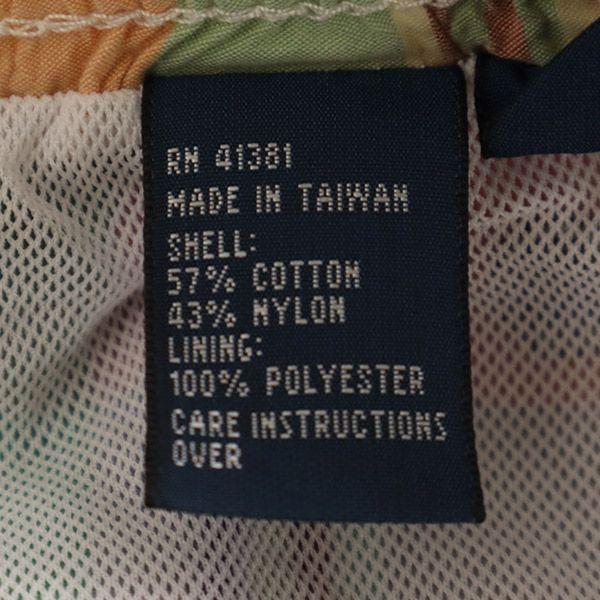 RN 41381
MADE IN TAIWAN
SHELL:
57% COTTON
43% NYLON
LINING:
100% POLYESTER
CARE INSTRUCTIONS
OVER